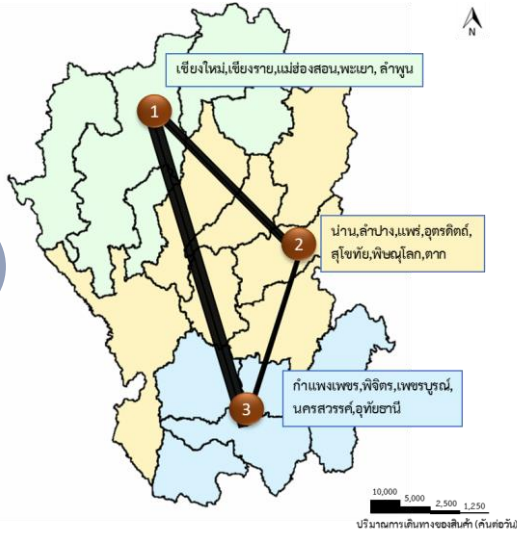 N
เชียงใหม่,เชียงราย,แม่ฮ่องสอน,พะเยา, ลำพูน
1
น่าน,ลำปาง,แพร่,อุตรดิตถ์,
สุโขทัย,พิษณุโลก,ตาก
2
กำแพงเพชร,พิจิตร,เพชรบูรณ์,
นครสวรรค์,อุทัยธานี
3
10,000 5,000 2,500 1,250
ปริมาณการเดินทางของสินค้า (คันต่อวัน)